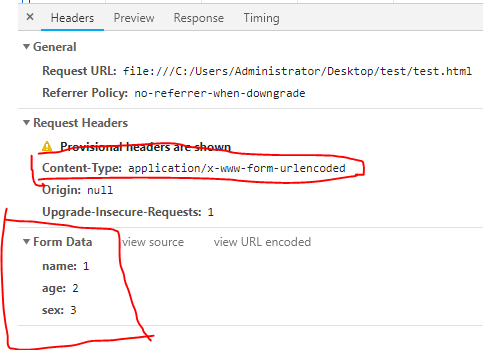 Headers Preview Response Timing
General
Request URL: file:///C:/Users/Administrator/Desktop/test/test.html
Referrer Policy: no-referrer-when-downgrade
Request Headers
Provisional headers are shown
Content-Type: application/x-www-form-urlencoded
Origin: null
Upgrade-Insecure-Requests: 1
Form Data view source view URL encoded
name: 1
age: 2
sex: 3